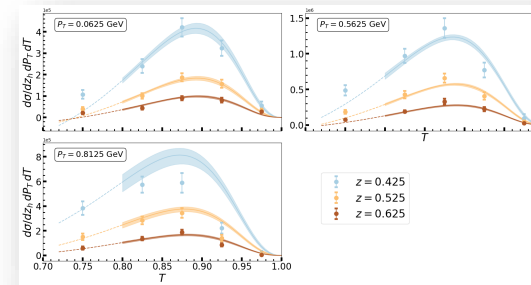 1e5
P_T = 0.0625 GeV
4
3
2
1
0
dσ/dz_h dP_T dT
1e6
P_T = 0.5625 GeV
1.5
1.0
0.5
0.0
T
1e5
P_T = 0.8125 GeV
8
6
4
2
0
dσ/dz_h dP_T dT
0.70 0.75 0.80 0.85 0.90 0.95 1.00
T
z = 0.425
z = 0.525
z = 0.625